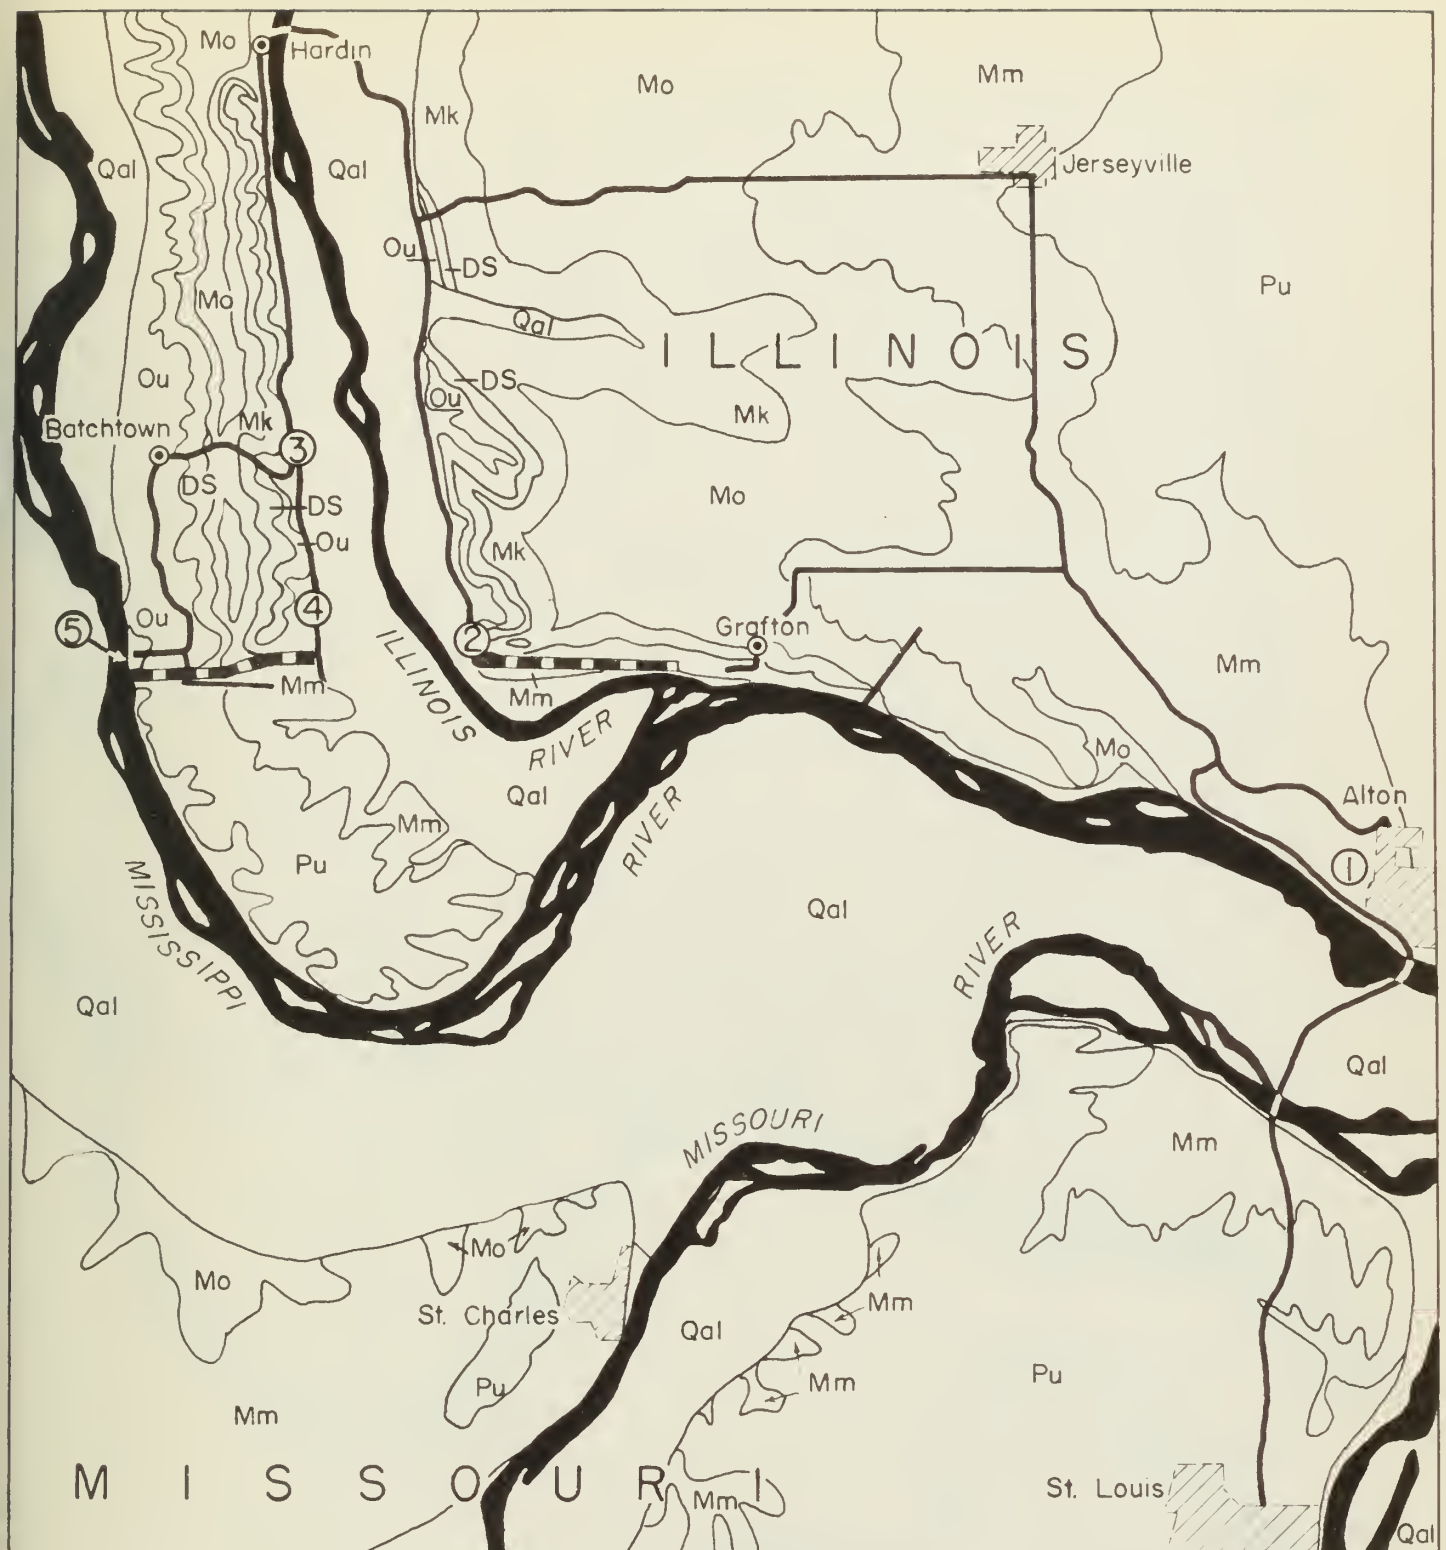 Mo
Hardin
Mo
Mm
Mk
Qal
Qal
Jerseyville
Ou
DS
Pu
Mo
Qal
ILLINOIS
Ou
DS
Ou
Mk
Batchtown
Mk
3
DS
Mo
DS
Ou
Mk
4
Ou
5
2
Grafton
Mm
Mm
Mm
ILLINOIS
RIVER
Mo
Qal
Alton
RIVER
Mm
Pu
1
MISSISSIPPI
Qal
RIVER
Qal
Qal
MISSOURI
Mm
Mo
Mo
St. Charles
Mm
Qal
Pu
Mm
Pu
Mm
MISSOURI
St. Louis
Mm
Qal